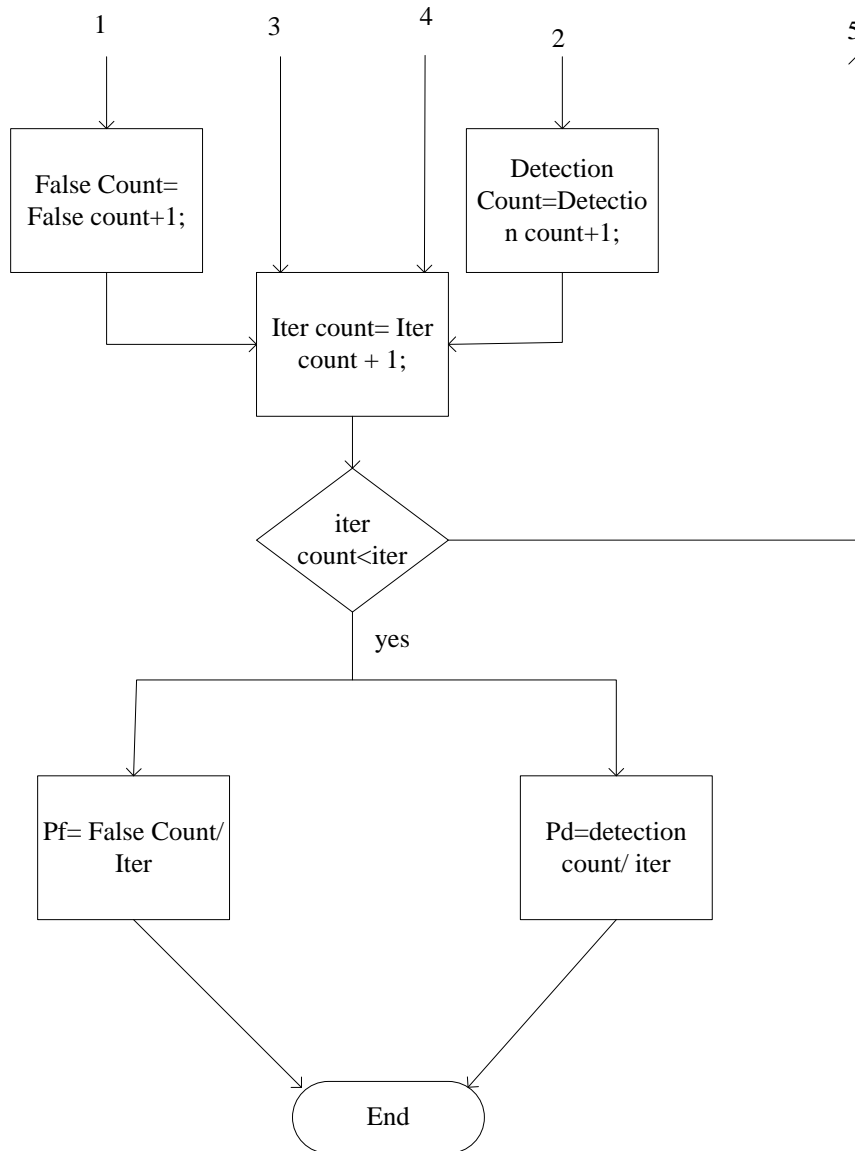 1
3
4
2
5
False Count=
False count+1;
Detection
Count=Detectio
n count+1;
Iter count= Iter
count + 1;
iter
count<iter
yes
Pf= False Count/
Iter
Pd=detection
count/ iter
End